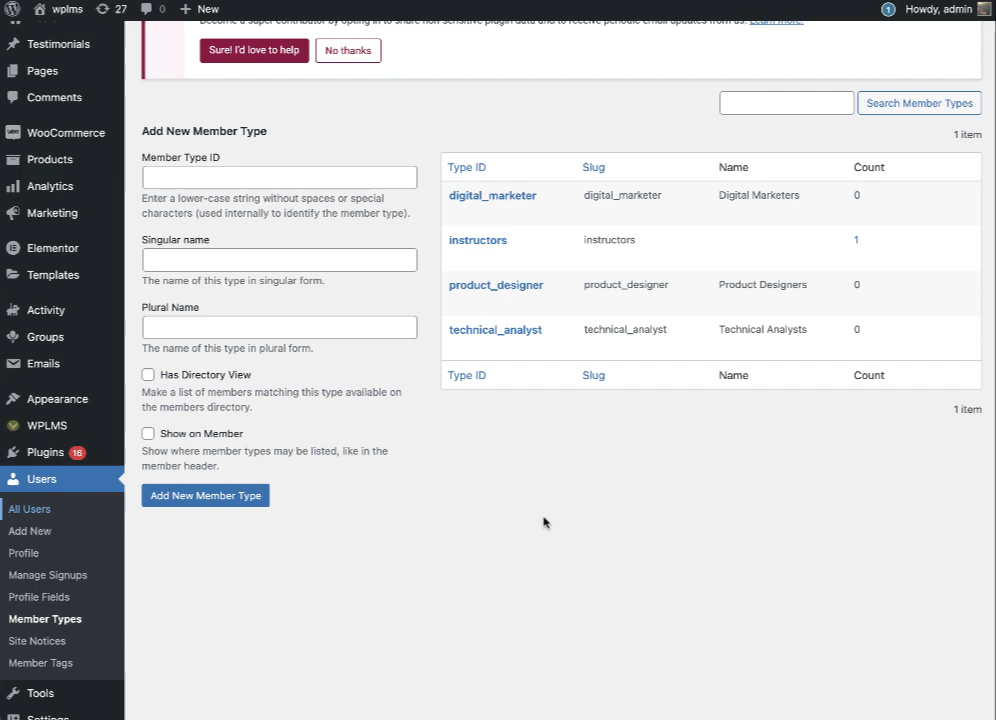 wplms
27
0
New
1
Howdy, admin
Become a super contributor by opting in to share non-sensitive plugin data and to receive periodic email updates from us. Learn more.
Sure! I'd love to help
No thanks
Testimonials
Pages
Comments
WooCommerce
Products
Analytics
Marketing
Elementor
Templates
Activity
Groups
Emails
Appearance
WPLMS
Plugins 16
Users
All Users
Add New
Profile
Manage Signups
Profile Fields
Member Types
Site Notices
Member Tags
Tools
Settings
Search Member Types
1 item
Add New Member Type
Member Type ID
Enter a lower-case string without spaces or special
characters (used internally to identify the member type).
Singular name
The name of this type in singular form.
Plural Name
The name of this type in plural form.
Has Directory View
Make a list of members matching this type available on
the members directory.
Show on Member
Show where member types may be listed, like in the
member header.
Add New Member Type
Type ID Slug Name Count
digital_marketer digital_marketer Digital Marketers 0
instructors instructors 1
product_designer product_designer Product Designers 0
technical_analyst technical_analyst Technical Analysts 0
Type ID Slug Name Count
1 item